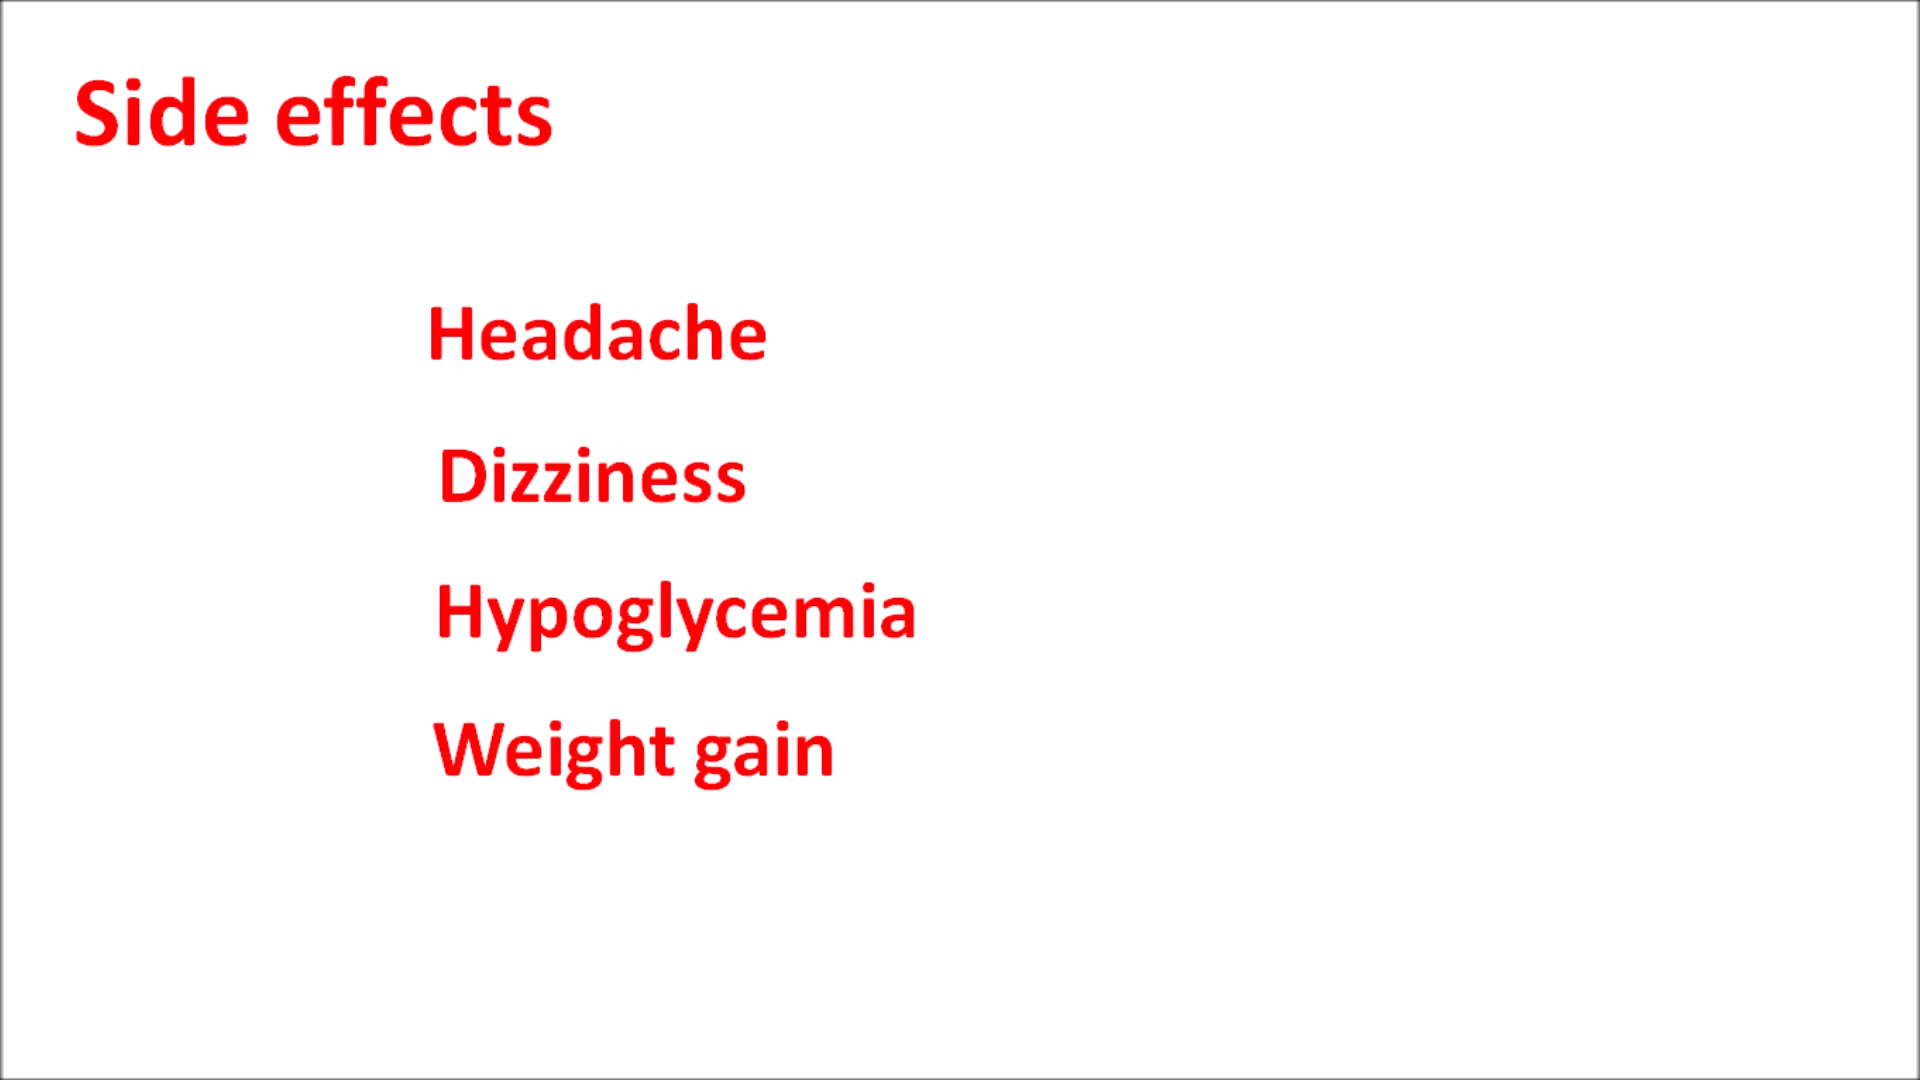 Side effects
Headache
Dizziness
Hypoglycemia
Weight gain